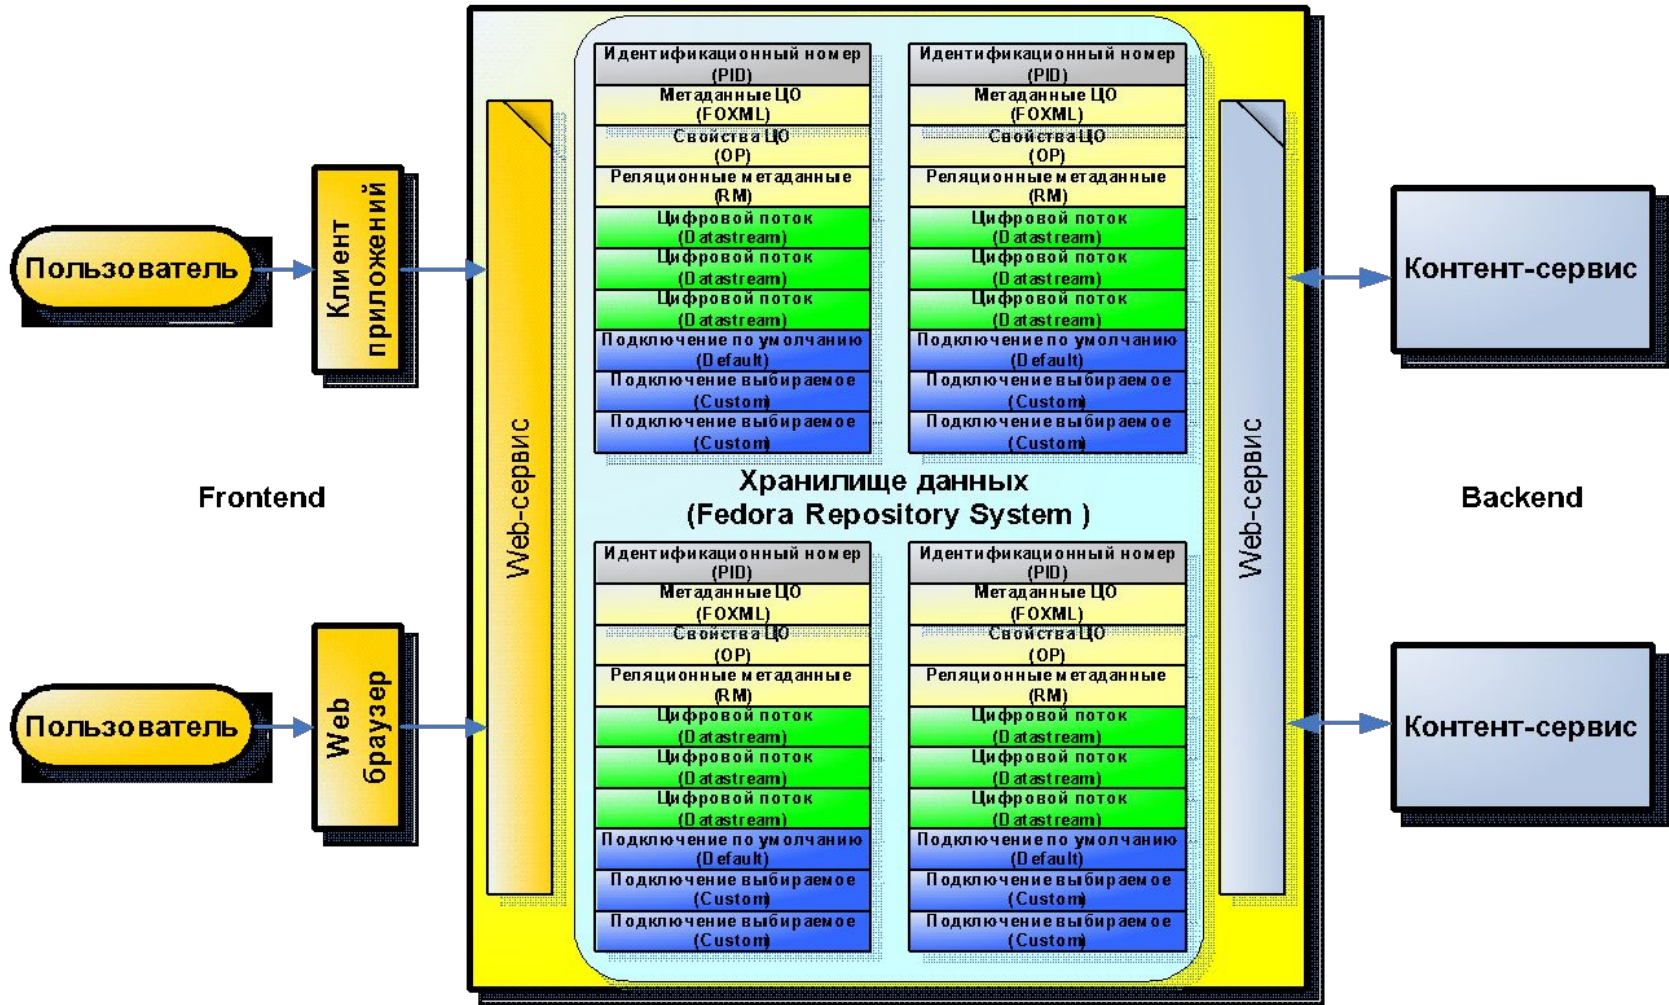 Идентификационный номер
(PID)
Метаданные ЦО
(FOXML)
Свойства ЦО
(OP)
Реляционные метаданные
(RM)
Цифровой поток
(Datastream)
Цифровой поток
(Datastream)
Цифровой поток
(Datastream)
Подключение по умолчанию
(Default)
Подключение выбираемое
(Custom)
Подключение выбираемое
(Custom)
Идентификационный номер
(PID)
Метаданные ЦО
(FOXML)
Свойства ЦО
(OP)
Реляционные метаданные
(RM)
Цифровой поток
(Datastream)
Цифровой поток
(Datastream)
Цифровой поток
(Datastream)
Подключение по умолчанию
(Default)
Подключение выбираемое
(Custom)
Подключение выбираемое
(Custom)
Пользователь
Клиент
приложений
Web-сервис
Web-сервис
Контент-сервис
Frontend
Хранилище данных
(Fedora Repository System )
Backend
Идентификационный номер
(PID)
Метаданные ЦО
(FOXML)
Свойства ЦО
(OP)
Реляционные метаданные
(RM)
Цифровой поток
(Datastream)
Цифровой поток
(Datastream)
Цифровой поток
(Datastream)
Подключение по умолчанию
(Default)
Подключение выбираемое
(Custom)
Подключение выбираемое
(Custom)
Идентификационный номер
(PID)
Метаданные ЦО
(FOXML)
Свойства ЦО
(OP)
Реляционные метаданные
(RM)
Цифровой поток
(Datastream)
Цифровой поток
(Datastream)
Цифровой поток
(Datastream)
Подключение по умолчанию
(Default)
Подключение выбираемое
(Custom)
Подключение выбираемое
(Custom)
Пользователь
Web
браузер
Контент-сервис